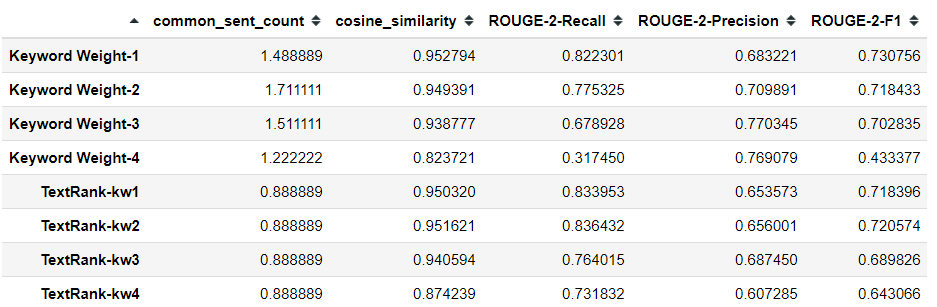 common_sent_count cosine_similarity ROUGE-2-Recall ROUGE-2-Precision ROUGE-2-F1
Keyword Weight-1 1.488889 0.952794 0.822301 0.683221 0.730756
Keyword Weight-2 1.711111 0.949391 0.775325 0.709891 0.718433
Keyword Weight-3 1.511111 0.938777 0.678928 0.770345 0.702835
Keyword Weight-4 1.222222 0.823721 0.317450 0.769079 0.433377
TextRank-kw1 0.888889 0.950320 0.833953 0.653573 0.718396
TextRank-kw2 0.888889 0.951621 0.836432 0.656001 0.720574
TextRank-kw3 0.888889 0.940594 0.764015 0.687450 0.689826
TextRank-kw4 0.888889 0.874239 0.731832 0.607285 0.643066